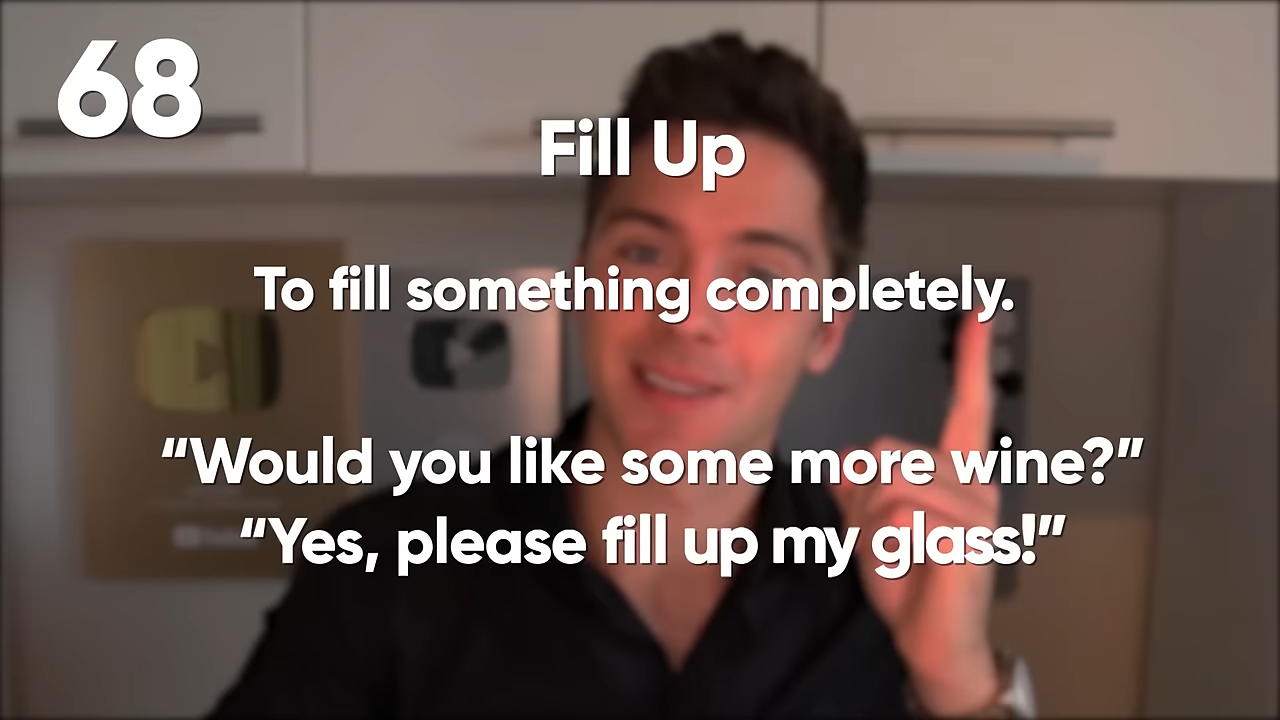 68
Fill Up
To fill something completely.
“Would you like some more wine?”
“Yes, please fill up my glass!”